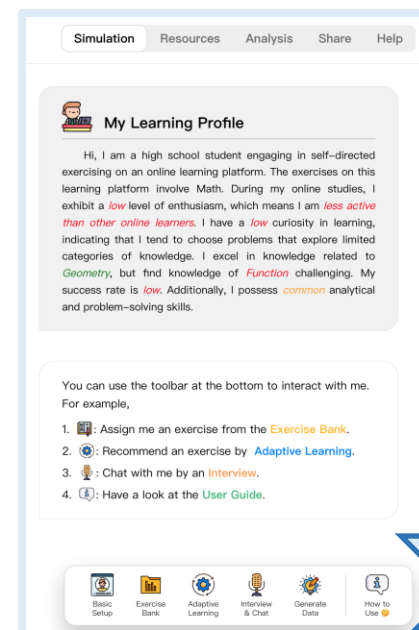 Simulation Resources Analysis Share Help
My Learning Profile
Hi, I am a high school student engaging in self-directed
exercising on an online learning platform. The exercises on this
learning platform involve Math. During my online studies, I
exhibit a low level of enthusiasm, which means I am less active
than other online learners. I have a low curiosity in learning,
indicating that I tend to choose problems that explore limited
categories of knowledge. I excel in knowledge related to
Geometry, but find knowledge of Function challenging. My
success rate is low. Additionally, I possess common analytical
and problem-solving skills.
You can use the toolbar at the bottom to interact with me.
For example,
1. : Assign me an exercise from the Exercise Bank.
2. : Recommend an exercise by Adaptive Learning.
3. : Chat with me by an Interview.
4. : Have a look at the User Guide.
Basic Exercise Adaptive Interview Generate How to
Setup Bank Learning & Chat Data Use